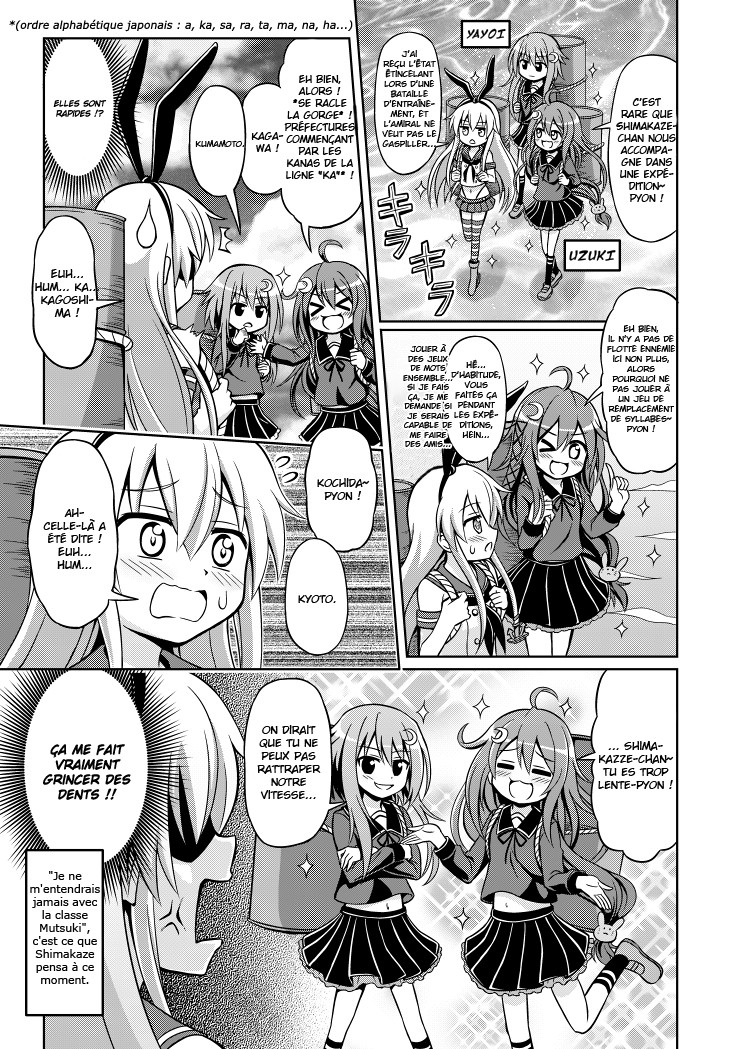 *(ordre alphabétique japonais : a, ka, sa, ra, ta, ma, na, ha...)
YAYOI
C'EST
RARE QUE
SHIMAKAZE-
CHAN NOUS
ACCOMPA-
GNE DANS
UNE EXPÉ-
DITION~
PYON !
J'AI
REÇU L'ÉTAT
ÉTINCELANT
LORS D'UNE
BATAILLE
D'ENTRAÎNE-
MENT, ET
L'AMIRAL NE
VEUT PAS LE
GASPILLER...
UZUKI
キラ
キラ
EH BIEN,
IL N'Y A PAS DE
FLOTTE ENNEMIE
ICI NON PLUS,
ALORS
POURQUOI NE
PAS JOUER À
UN JEU DE
REMPLACEMENT
DE SYLLABES~
PYON !
HÉ...
D'HABITUDE,
VOUS
FAITES ÇA
PENDANT
LES EXPÉ-
DITIONS,
HEIN...
JOUER À
DES JEUX
DE MOTS
ENSEMBLE...
SI JE FAIS
ÇA, JE ME
DEMANDE SI
JE SERAIS
CAPABLE DE
ME FAIRE
DES AMIS...
EH BIEN,
ALORS !
*SE RACLE
LA GORGE* !
PRÉFECTURES
COMMENÇANT
PAR LES
KANAS DE LA
LIGNE "KA"* !
KAGA-
WA !
KUMAMOTO.
ELLES SONT
RAPIDES !?
EUH...
HUM... KA...
KAGOSHI-
MA !
KOCHIDA~
PYON !
KYOTO.
AH-
CELLE-LÀ A
ÉTÉ DITE !
EUH...
HUM...
... SHIMA-
KAZZE-CHAN~
TU ES TROP
LENTE-PYON !
ON DIRAIT
QUE TU NE
PEUX PAS
RATTRAPER
NOTRE
VITESSE...
ÇA ME FAIT
VRAIMENT
GRINCER DES
DENTS !!
"Je ne
m'entendrais
jamais avec
la classe
Mutsuki",
c'est ce que
Shimakaze
pensa à ce
moment.